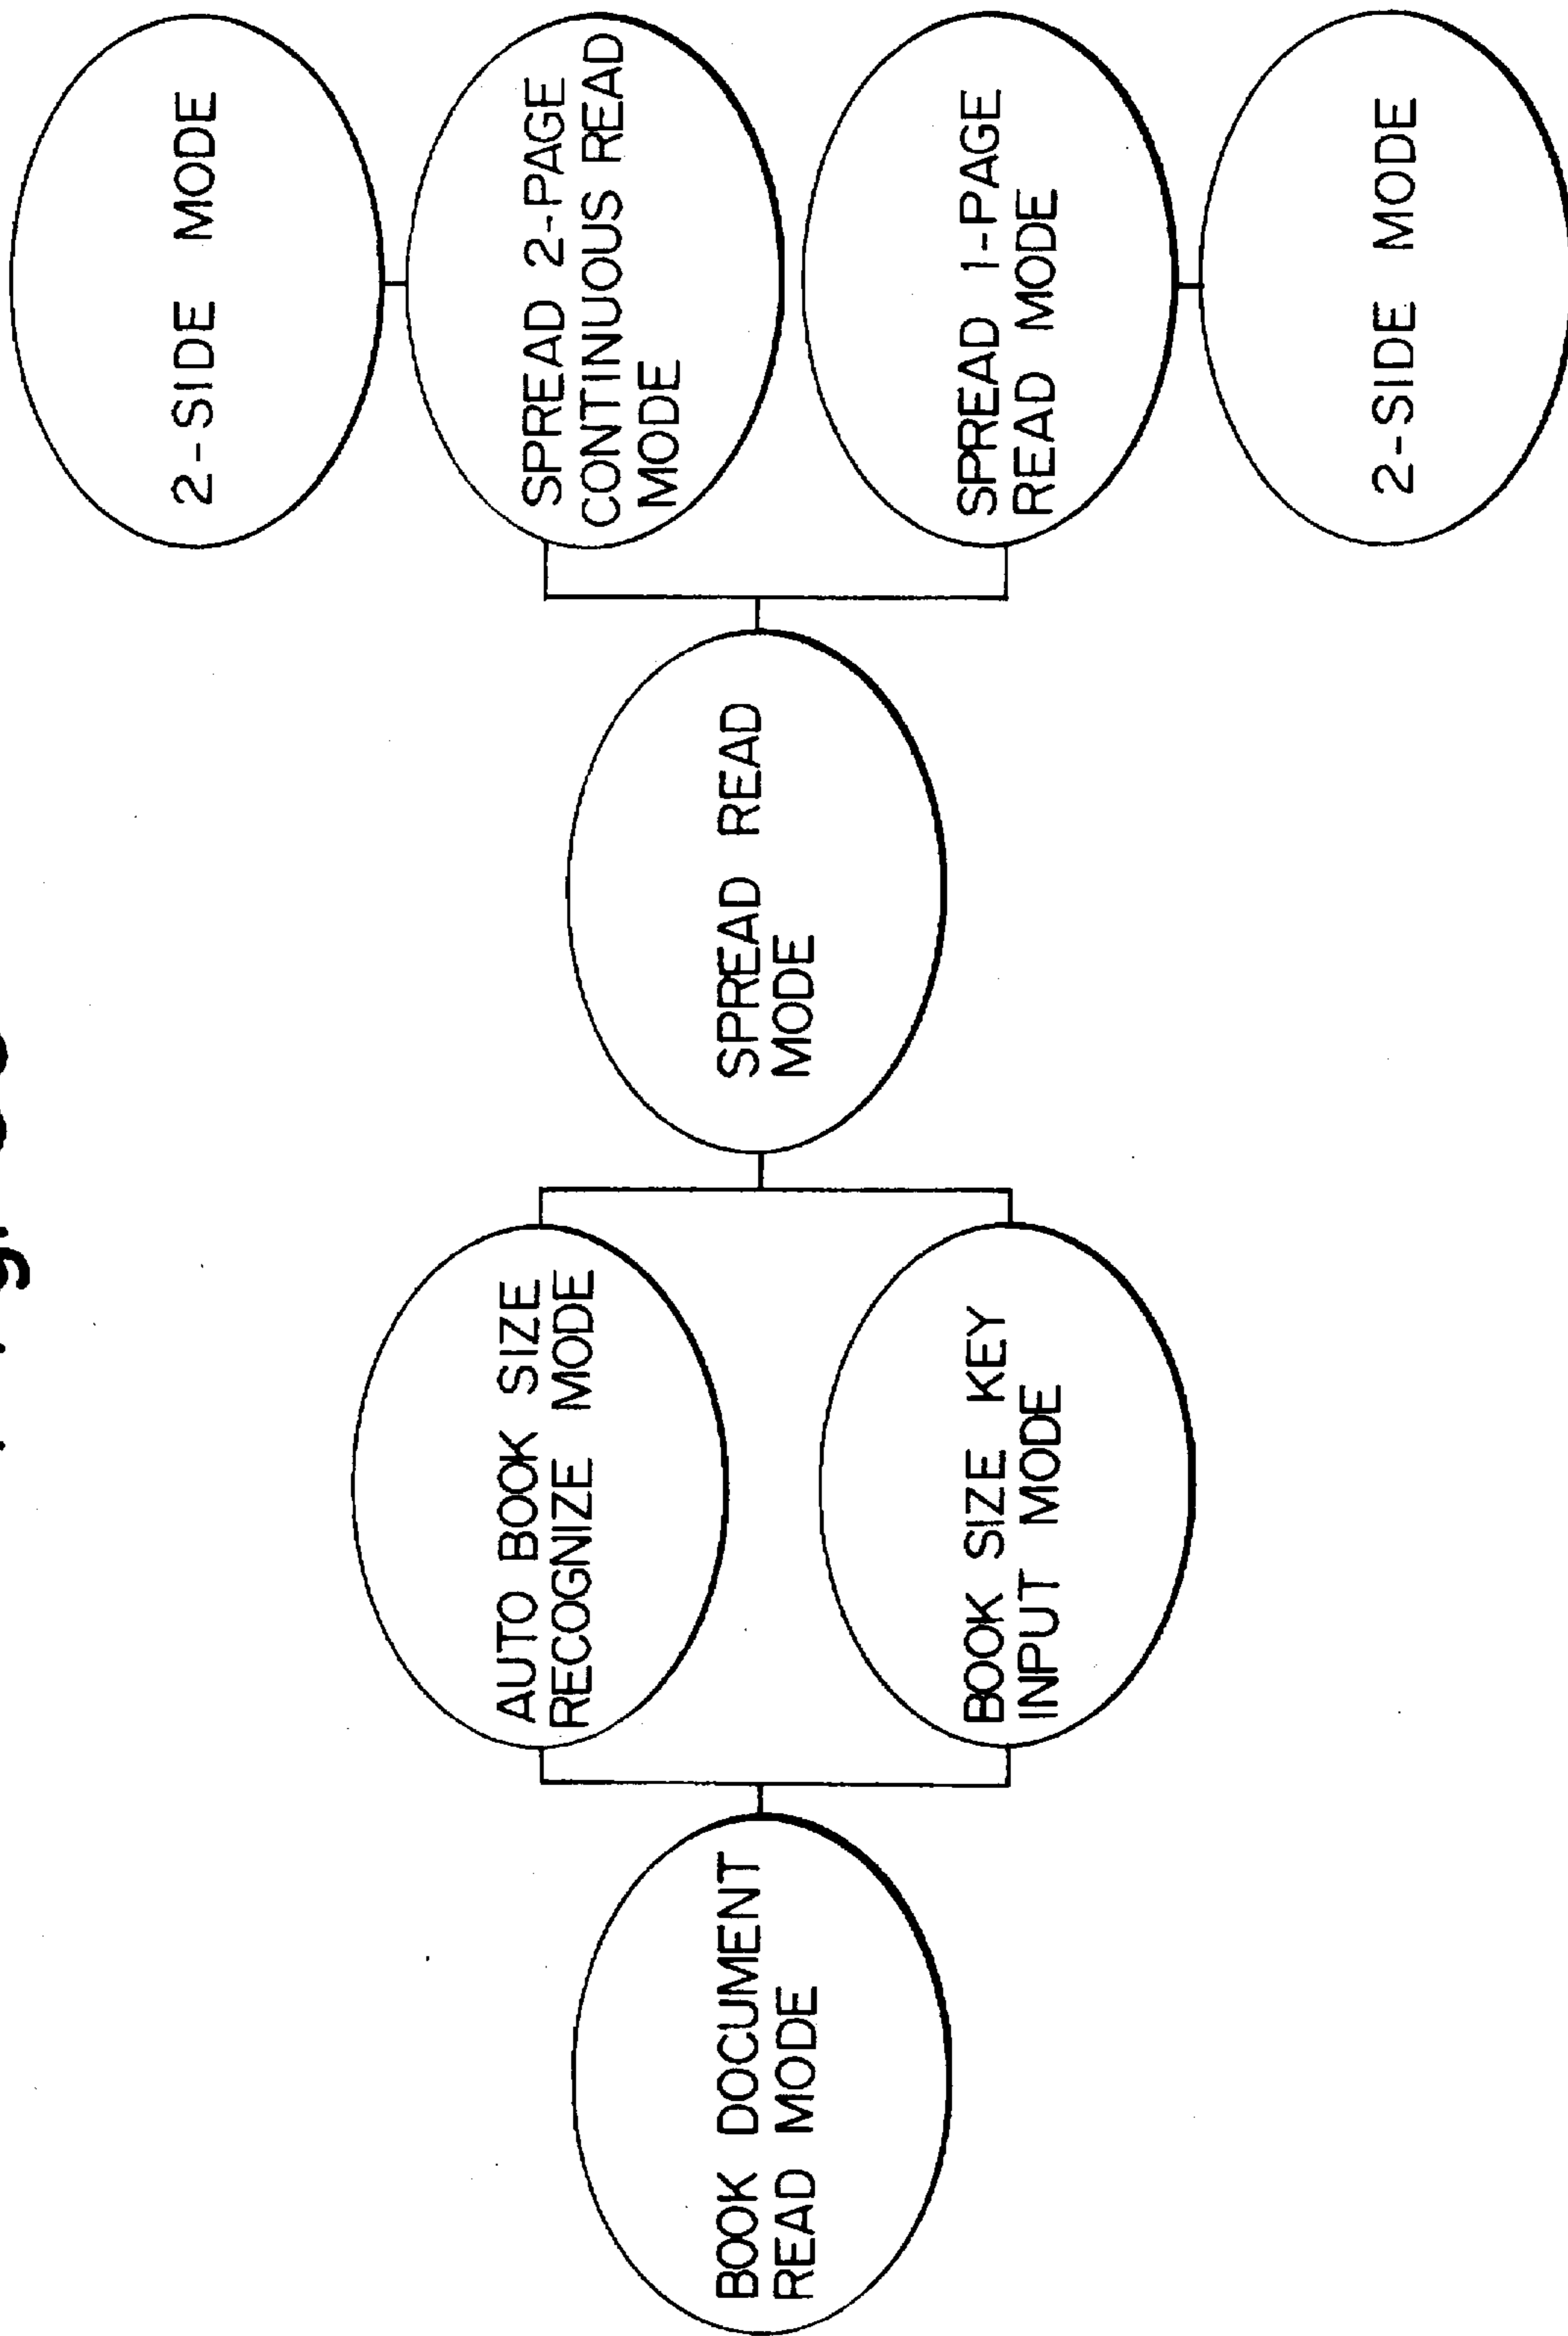 BOOK DOCUMENT
READ MODE
AUTO BOOK SIZE
RECOGNIZE MODE
BOOK SIZE KEY
INPUT MODE
SPREAD READ
MODE
2-SIDE MODE
SPREAD 2-PAGE
CONTINUOUS READ
MODE
SPREAD 1-PAGE
READ MODE
2-SIDE MODE